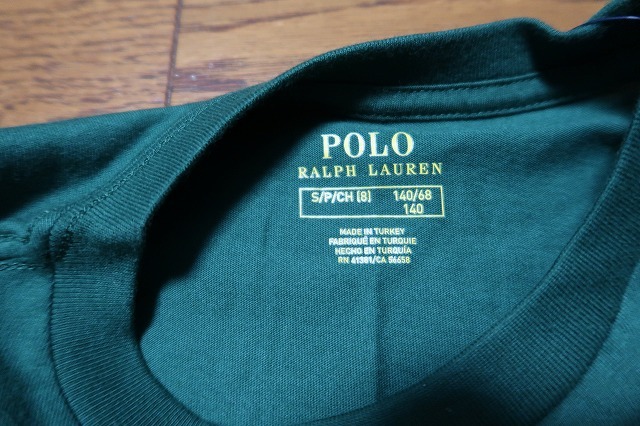 POLO
RALPH LAUREN
S/P/CH (8) 140/68
140
MADE IN TURKEY
FABRIQUÉ EN TURQUIE
HECHO EN TURQUÍA
RN 41381/CA 56658